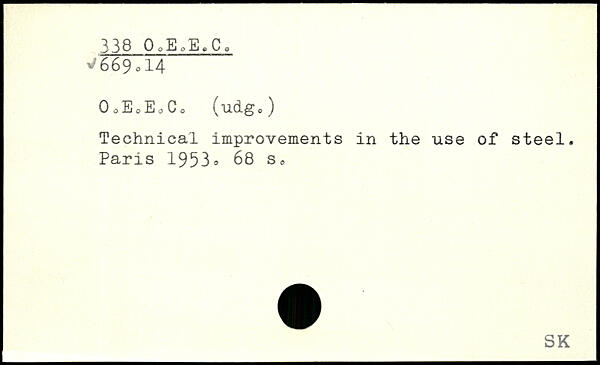 338 O.E.E.C.
✓669.14
O.E.E.C. (udg.)
Technical improvements in the use of steel.
Paris 1953. 68 s.
SK